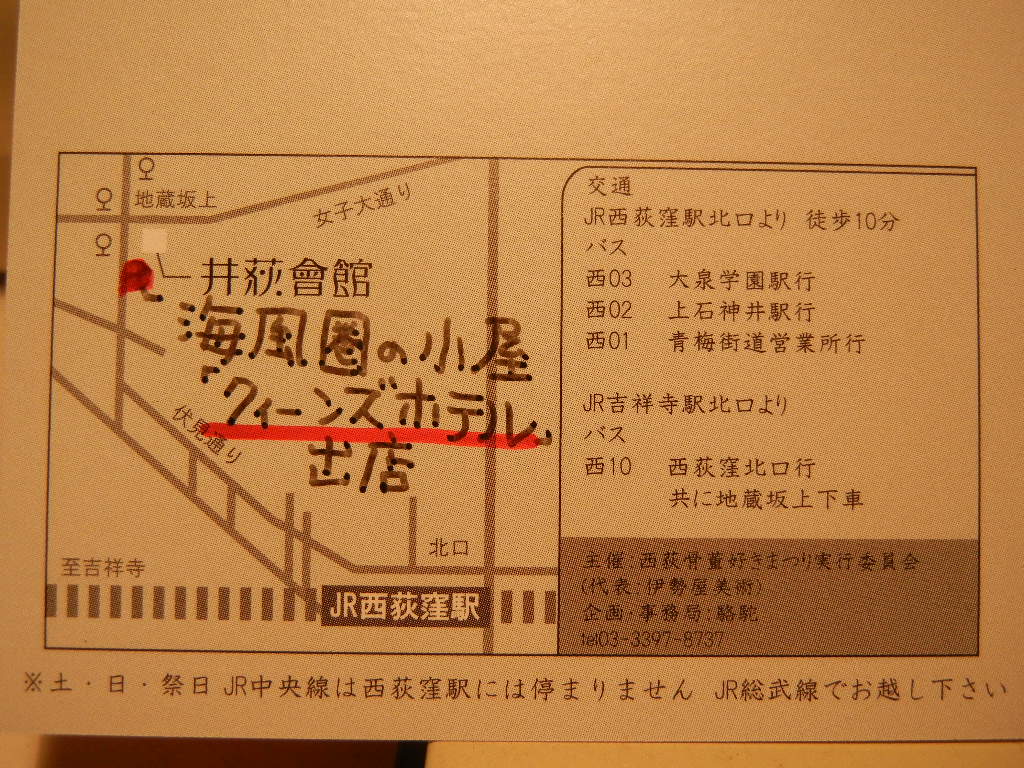 地蔵坂上
女子大通り
井荻會館
海風圏の小屋
「クィーンズホテル」
出店
伏見通り
北口
至吉祥寺
JR西荻窪駅
交通
JR西荻窪駅北口より 徒歩10分
バス
西03 大泉学園駅行
西02 上石神井駅行
西01 青梅街道営業所行
JR吉祥寺駅北口より
バス
西10 西荻窪北口行
共に地蔵坂上下車
主催:西荻骨董好きまつり実行委員会
(代表:伊勢屋美術)
企画・事務局:駱駝
tel03-3397-8737
※土・日・祭日 JR中央線は西荻窪駅には停まりません JR総武線でお越し下さい